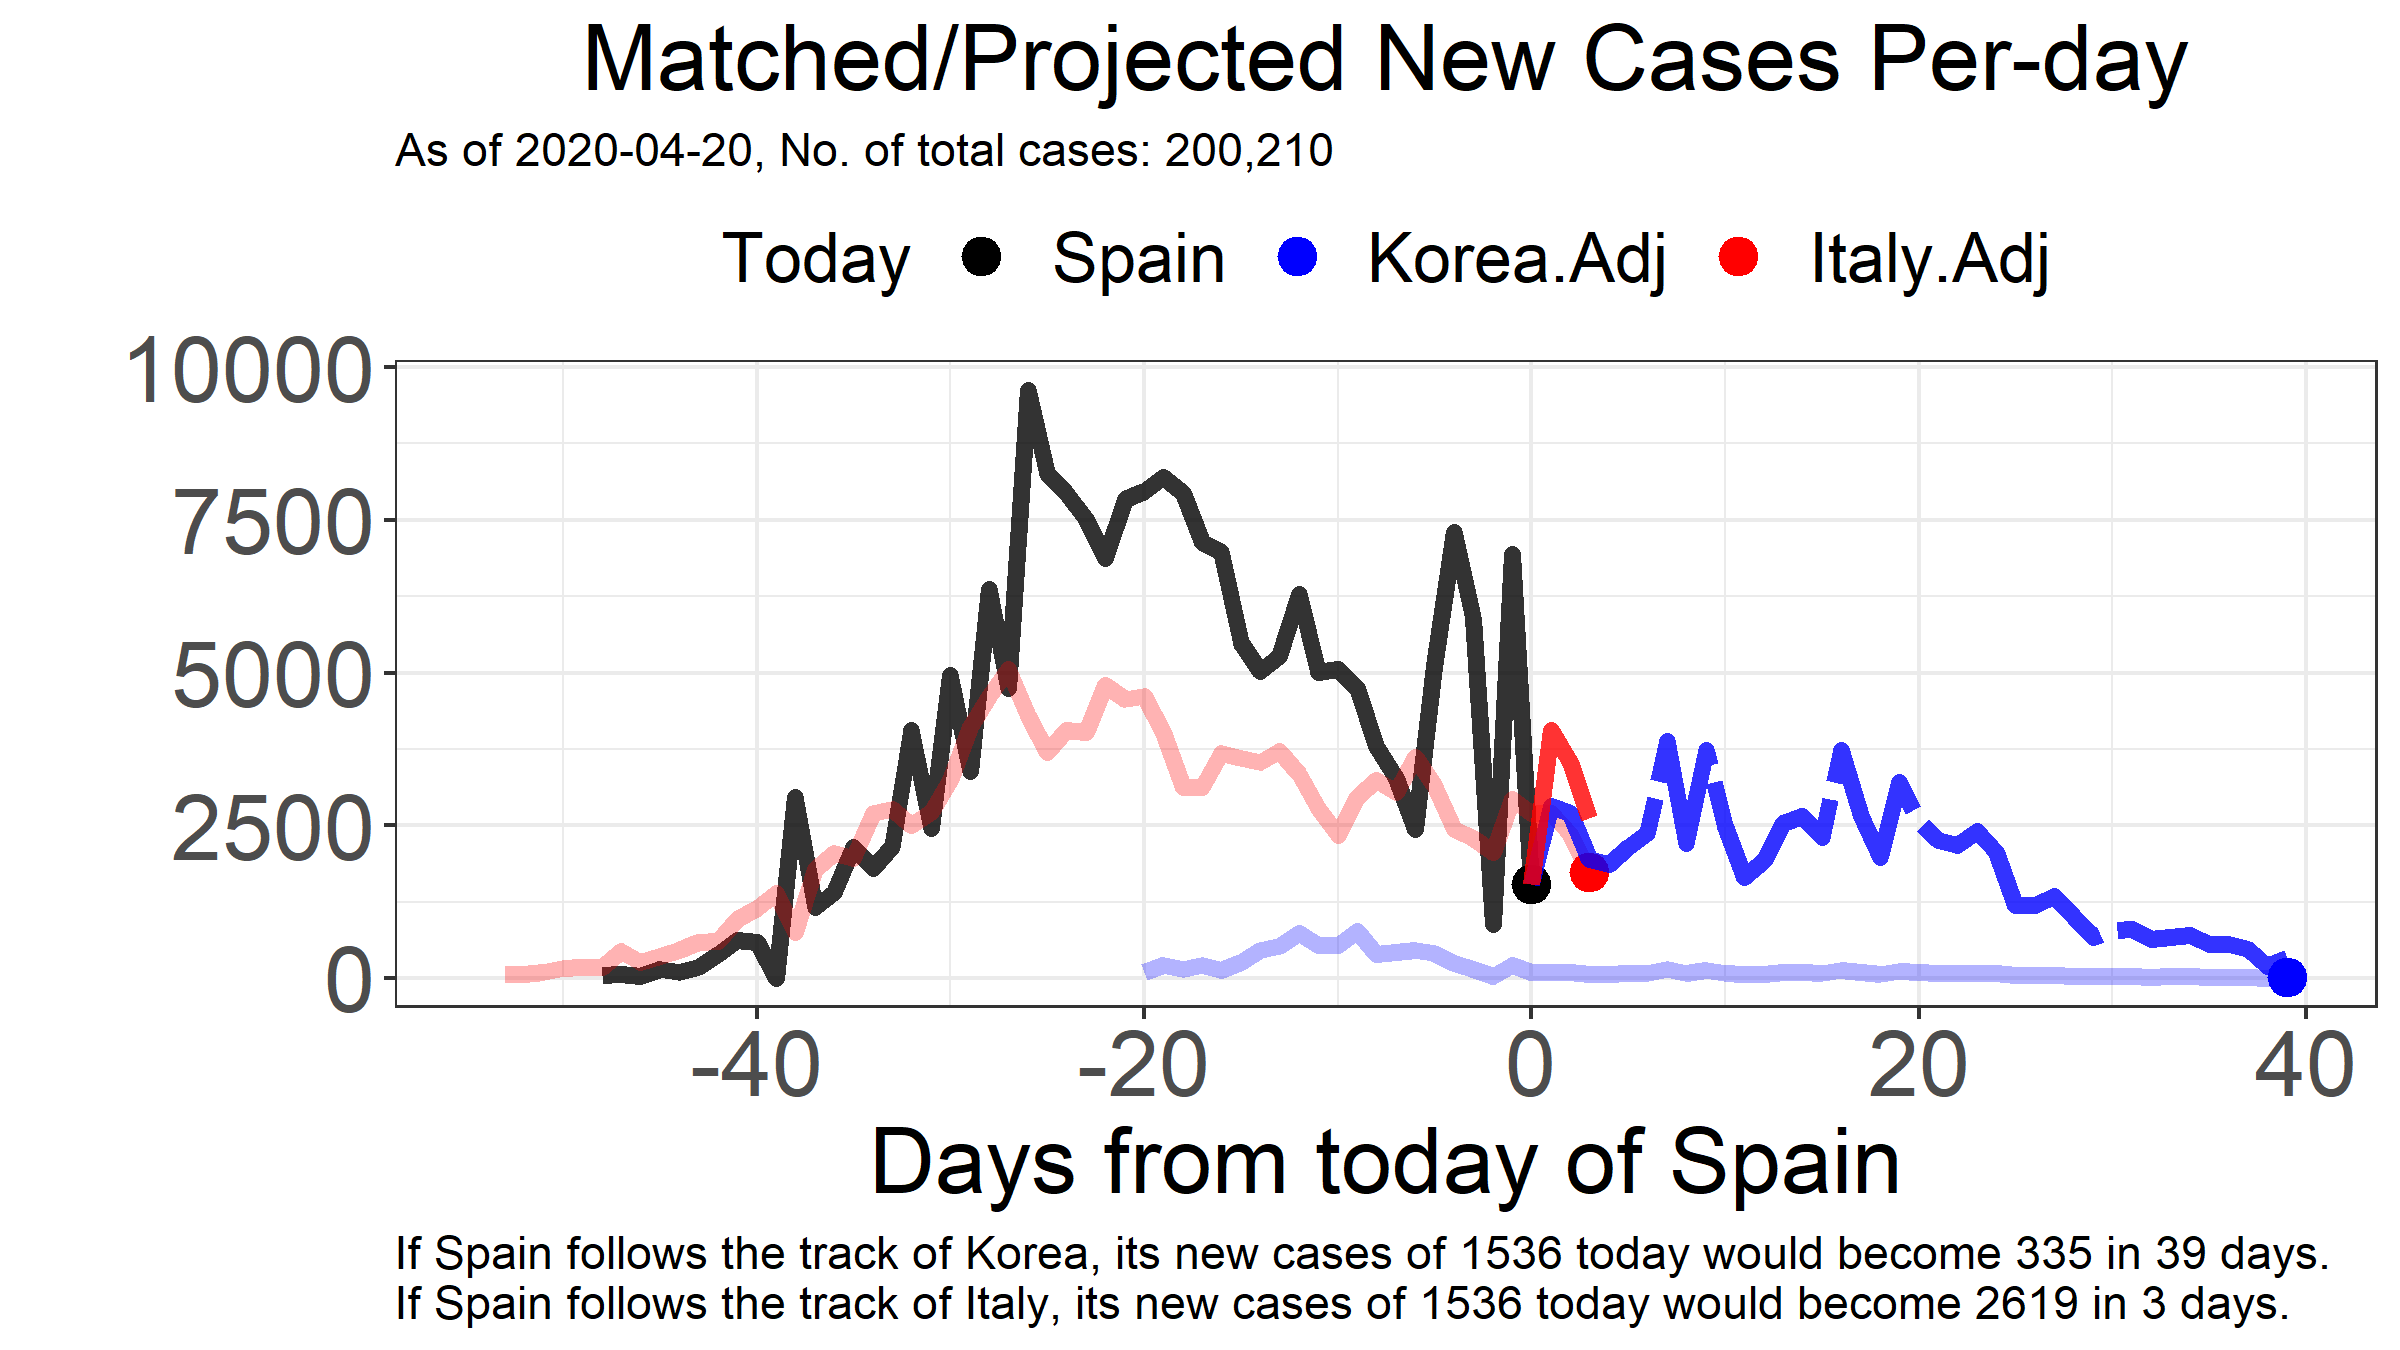 Matched/Projected New Cases Per-day
As of 2020-04-20, No. of total cases: 200,210
Today Spain Korea.Adj Italy.Adj
10000
7500
5000
2500
0
-40 -20 0 20 40
Days from today of Spain
If Spain follows the track of Korea, its new cases of 1536 today would become 335 in 39 days.
If Spain follows the track of Italy, its new cases of 1536 today would become 2619 in 3 days.